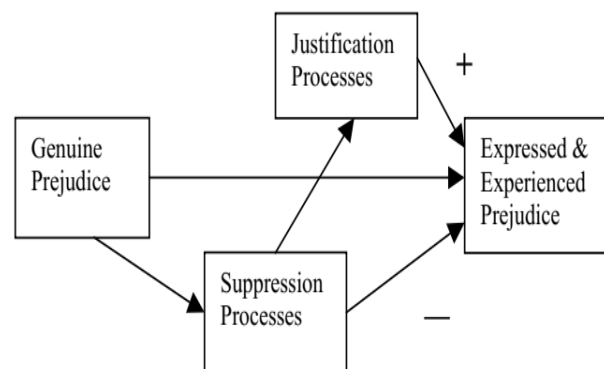 Justification
Processes
+
Genuine
Prejudice
Expressed &
Experienced
Prejudice
Suppression
Processes
—